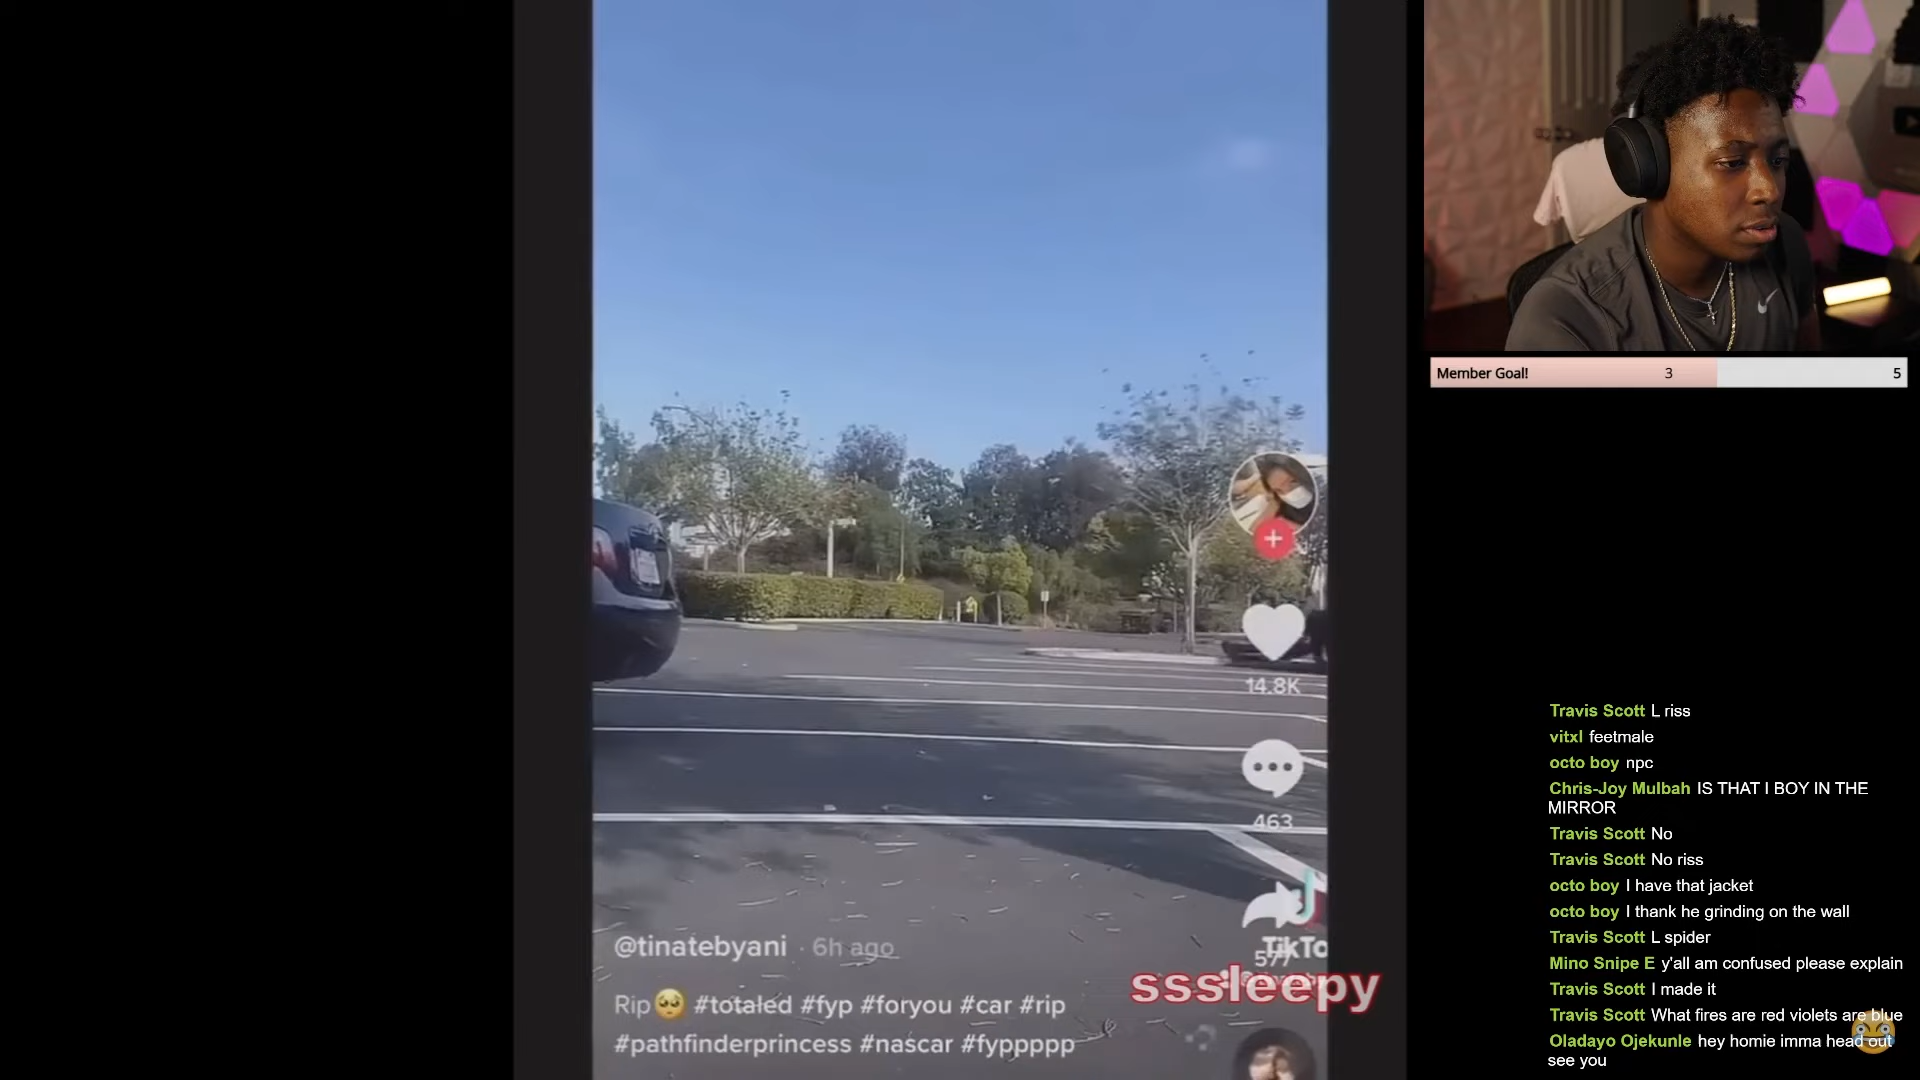 Member Goal! 3 5
14.8K
463
577
TikTo
sssleepy
@tinatebyani · 6h ago
Rip🥺 #totaled #fyp #foryou #car #rip
#pathfinderprincess #nascar #fyppppp
Travis Scott L riss
vitxl feetmale
octo boy npc
Chris-Joy Mulbah IS THAT I BOY IN THE
MIRROR
Travis Scott No
Travis Scott No riss
octo boy I have that jacket
octo boy I thank he grinding on the wall
Travis Scott L spider
Mino Snipe E y'all am confused please explain
Travis Scott I made it
Travis Scott What fires are red violets are blue
Oladayo Ojekunle hey homie imma head out
see you